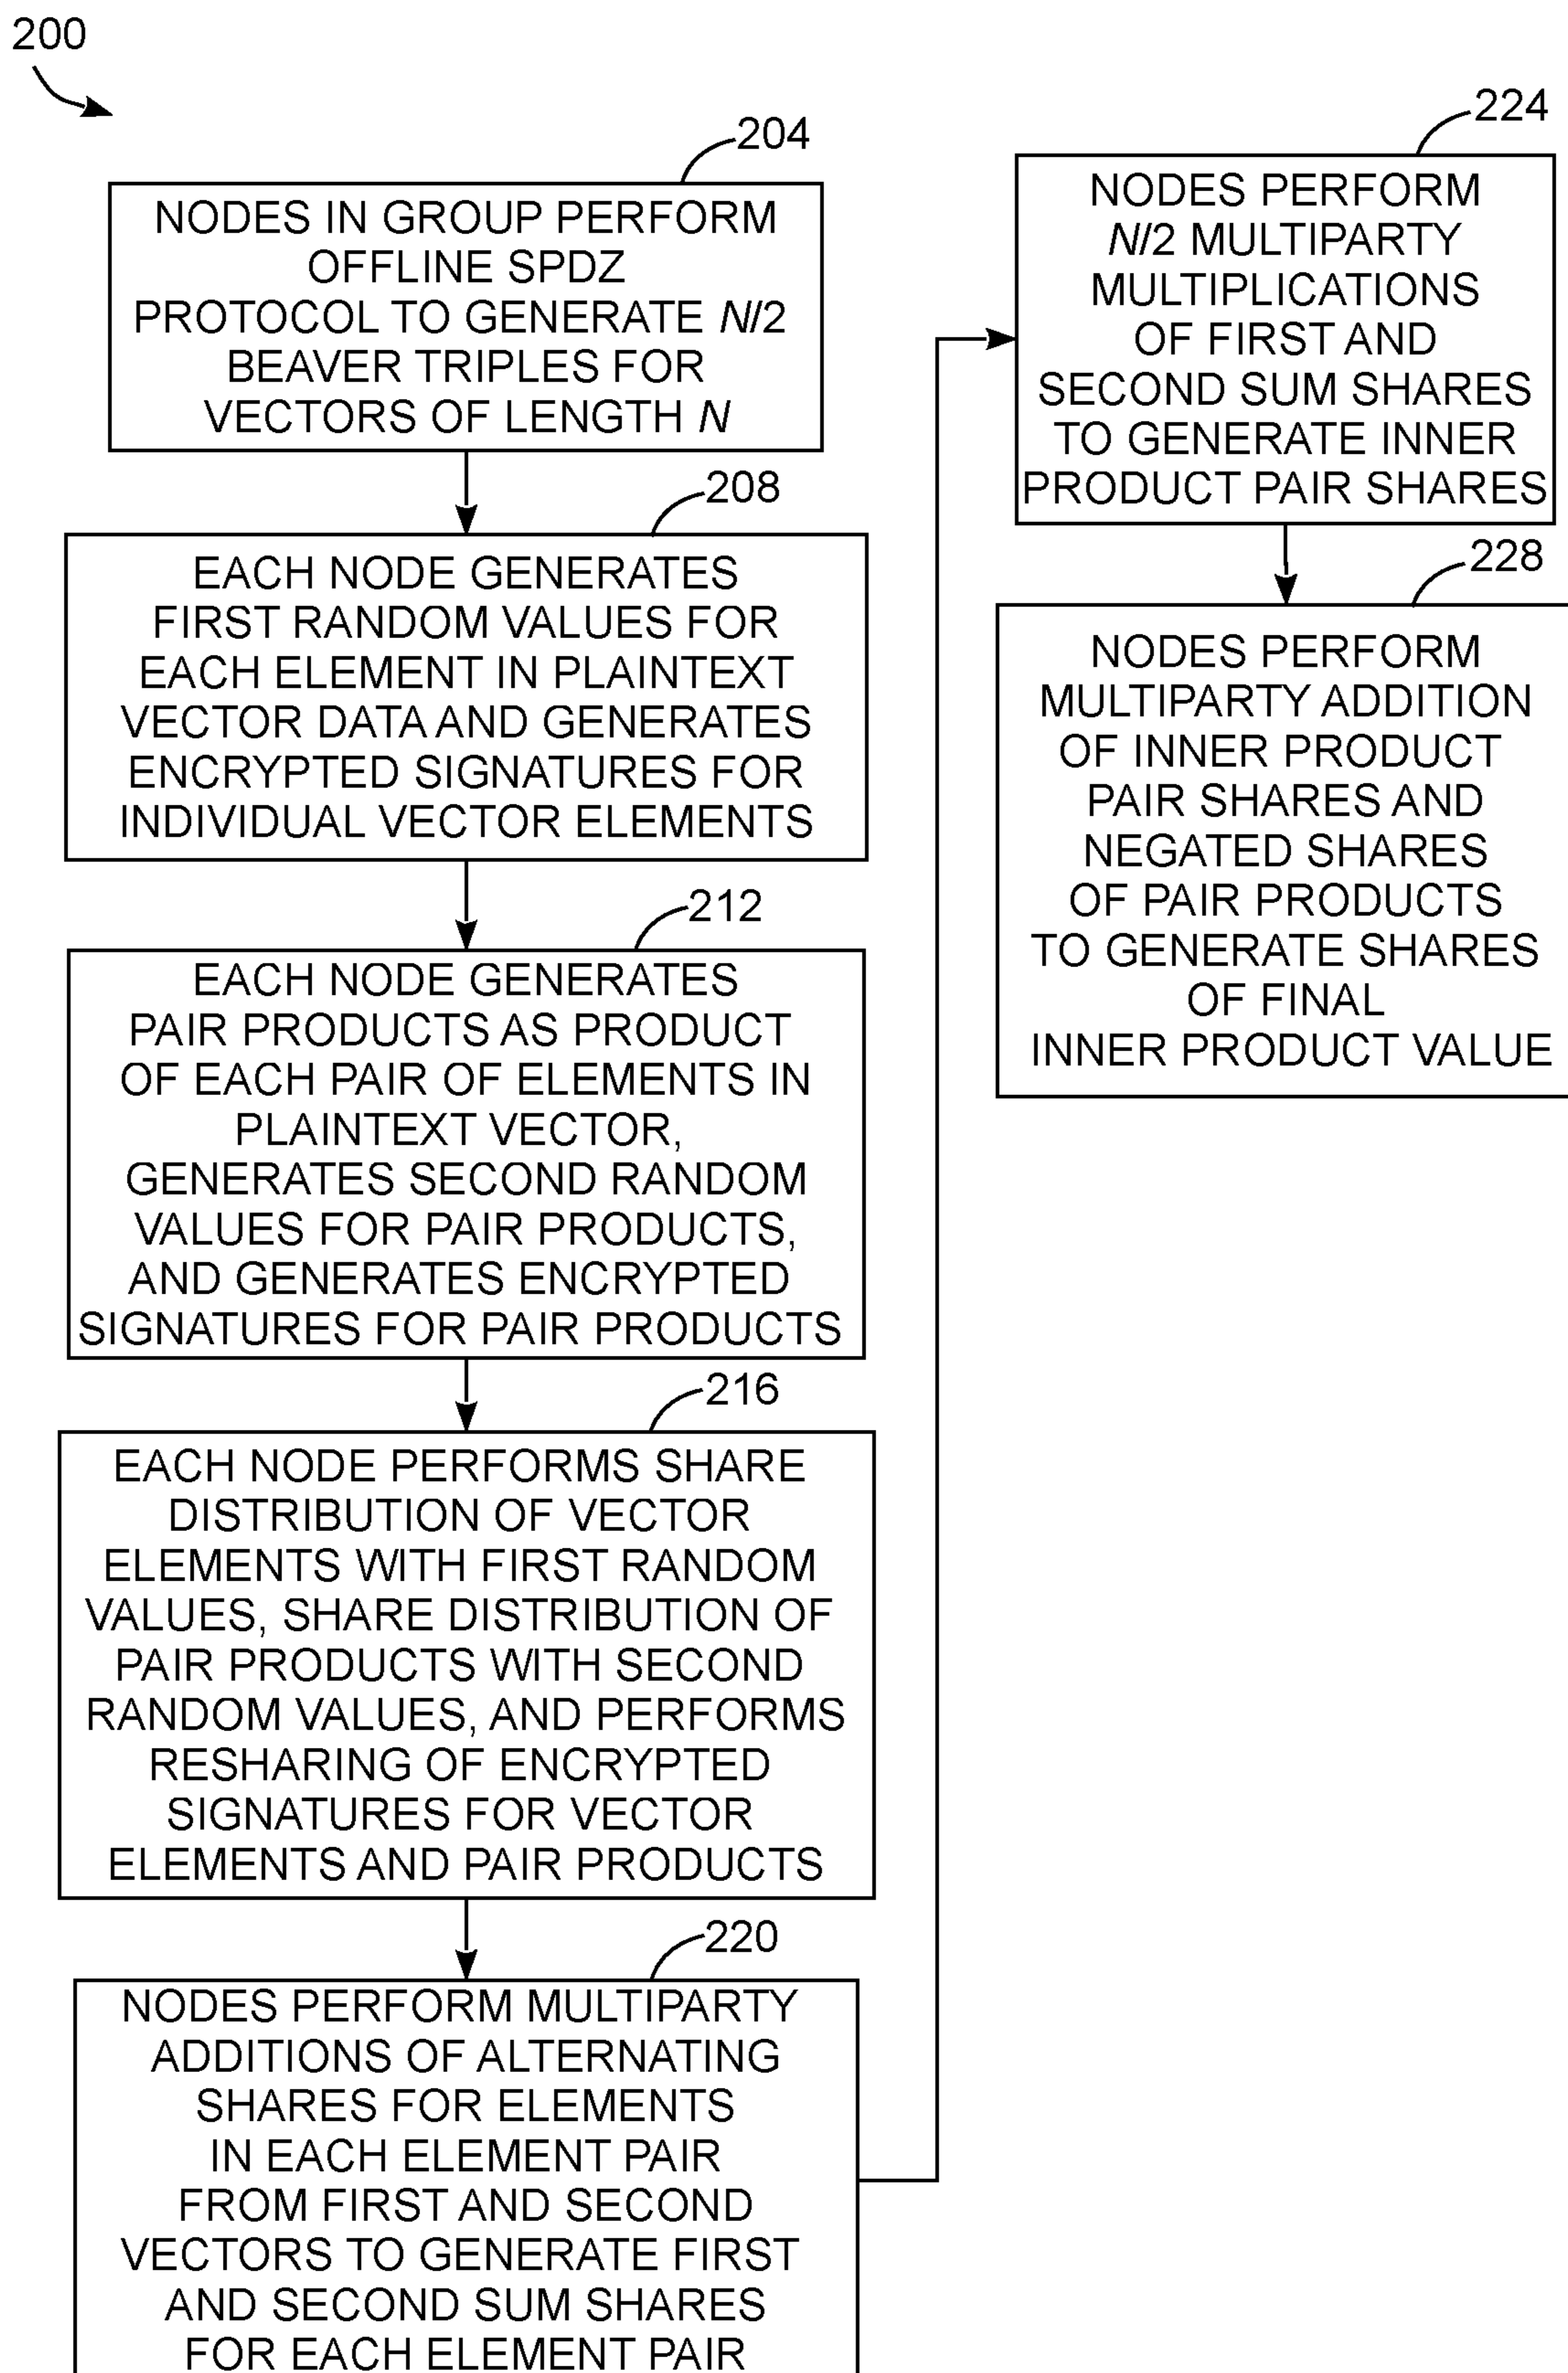 200
204
NODES IN GROUP PERFORM
OFFLINE SPDZ
PROTOCOL TO GENERATE N/2
BEAVER TRIPLES FOR
VECTORS OF LENGTH N
208
EACH NODE GENERATES
FIRST RANDOM VALUES FOR
EACH ELEMENT IN PLAINTEXT
VECTOR DATA AND GENERATES
ENCRYPTED SIGNATURES FOR
INDIVIDUAL VECTOR ELEMENTS
212
EACH NODE GENERATES
PAIR PRODUCTS AS PRODUCT
OF EACH PAIR OF ELEMENTS IN
PLAINTEXT VECTOR,
GENERATES SECOND RANDOM
VALUES FOR PAIR PRODUCTS,
AND GENERATES ENCRYPTED
SIGNATURES FOR PAIR PRODUCTS
216
EACH NODE PERFORMS SHARE
DISTRIBUTION OF VECTOR
ELEMENTS WITH FIRST RANDOM
VALUES, SHARE DISTRIBUTION OF
PAIR PRODUCTS WITH SECOND
RANDOM VALUES, AND PERFORMS
RESHARING OF ENCRYPTED
SIGNATURES FOR VECTOR
ELEMENTS AND PAIR PRODUCTS
220
NODES PERFORM MULTIPARTY
ADDITIONS OF ALTERNATING
SHARES FOR ELEMENTS
IN EACH ELEMENT PAIR
FROM FIRST AND SECOND
VECTORS TO GENERATE FIRST
AND SECOND SUM SHARES
FOR EACH ELEMENT PAIR
224
NODES PERFORM
N/2 MULTIPARTY
MULTIPLICATIONS
OF FIRST AND
SECOND SUM SHARES
TO GENERATE INNER
PRODUCT PAIR SHARES
228
NODES PERFORM
MULTIPARTY ADDITION
OF INNER PRODUCT
PAIR SHARES AND
NEGATED SHARES
OF PAIR PRODUCTS
TO GENERATE SHARES
OF FINAL
INNER PRODUCT VALUE